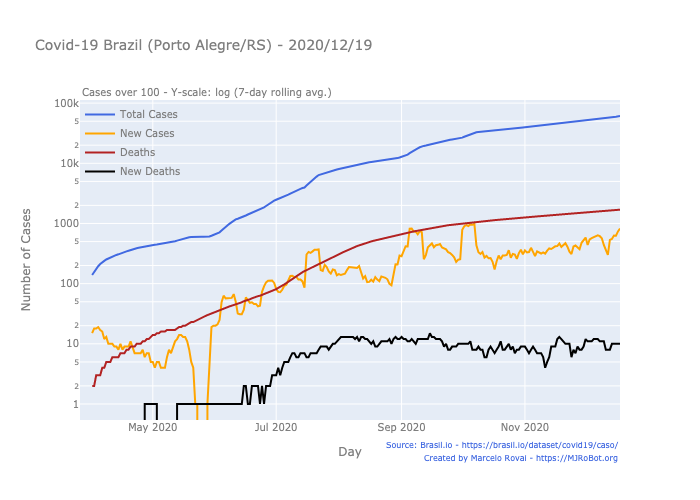 Covid-19 Brazil (Porto Alegre/RS) - 2020/12/19
Cases over 100 - Y-scale: log (7-day rolling avg.)
100k
5
2
10k
5
2
1000
5
2
100
5
2
10
5
2
1
Total Cases
New Cases
Deaths
New Deaths
Number of Cases
May 2020
Jul 2020
Sep 2020
Nov 2020
Day
Source: Brasil.io - https://brasil.io/dataset/covid19/caso/
Created by Marcelo Rovai - https://MJRoBot.org